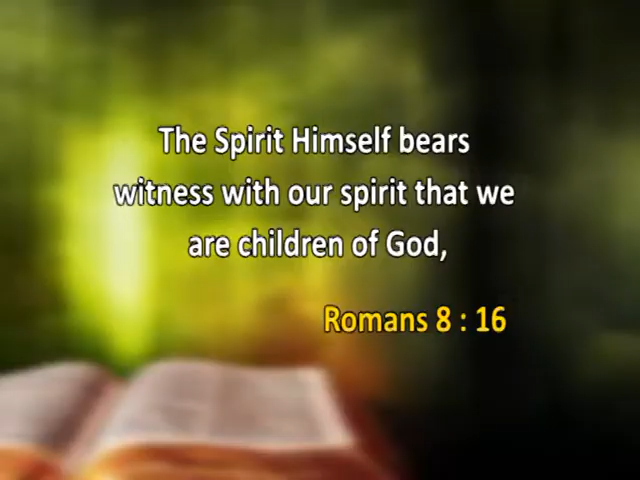 The Spirit Himself bears
witness with our spirit that we
are children of God,
Romans 8 : 16